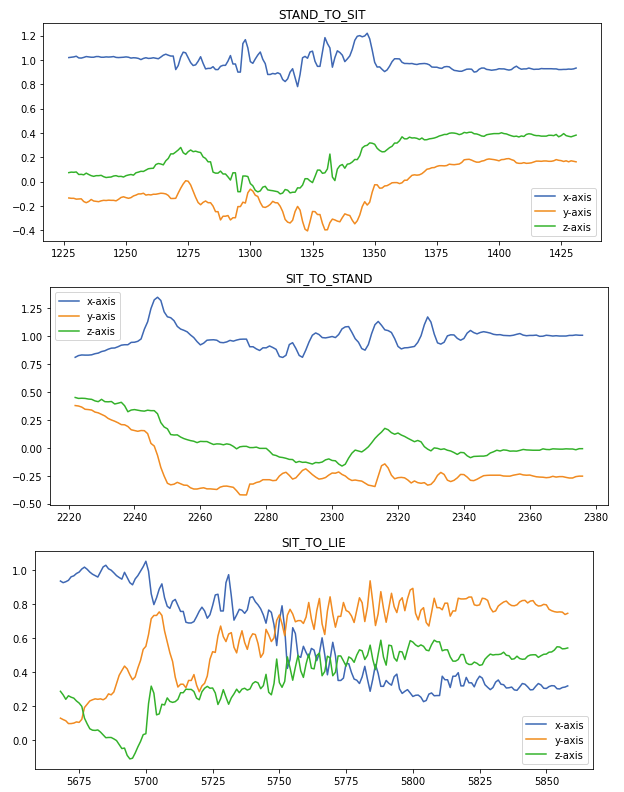 STAND_TO_SIT
1.2
1.0
0.8
0.6
0.4
0.2
0.0
−0.2
−0.4
x-axis
y-axis
z-axis
1225 1250 1275 1300 1325 1350 1375 1400 1425
SIT_TO_STAND
1.25
1.00
0.75
0.50
0.25
0.00
−0.25
−0.50
x-axis
y-axis
z-axis
2220 2240 2260 2280 2300 2320 2340 2360 2380
SIT_TO_LIE
1.0
0.8
0.6
0.4
0.2
0.0
x-axis
y-axis
z-axis
5675 5700 5725 5750 5775 5800 5825 5850